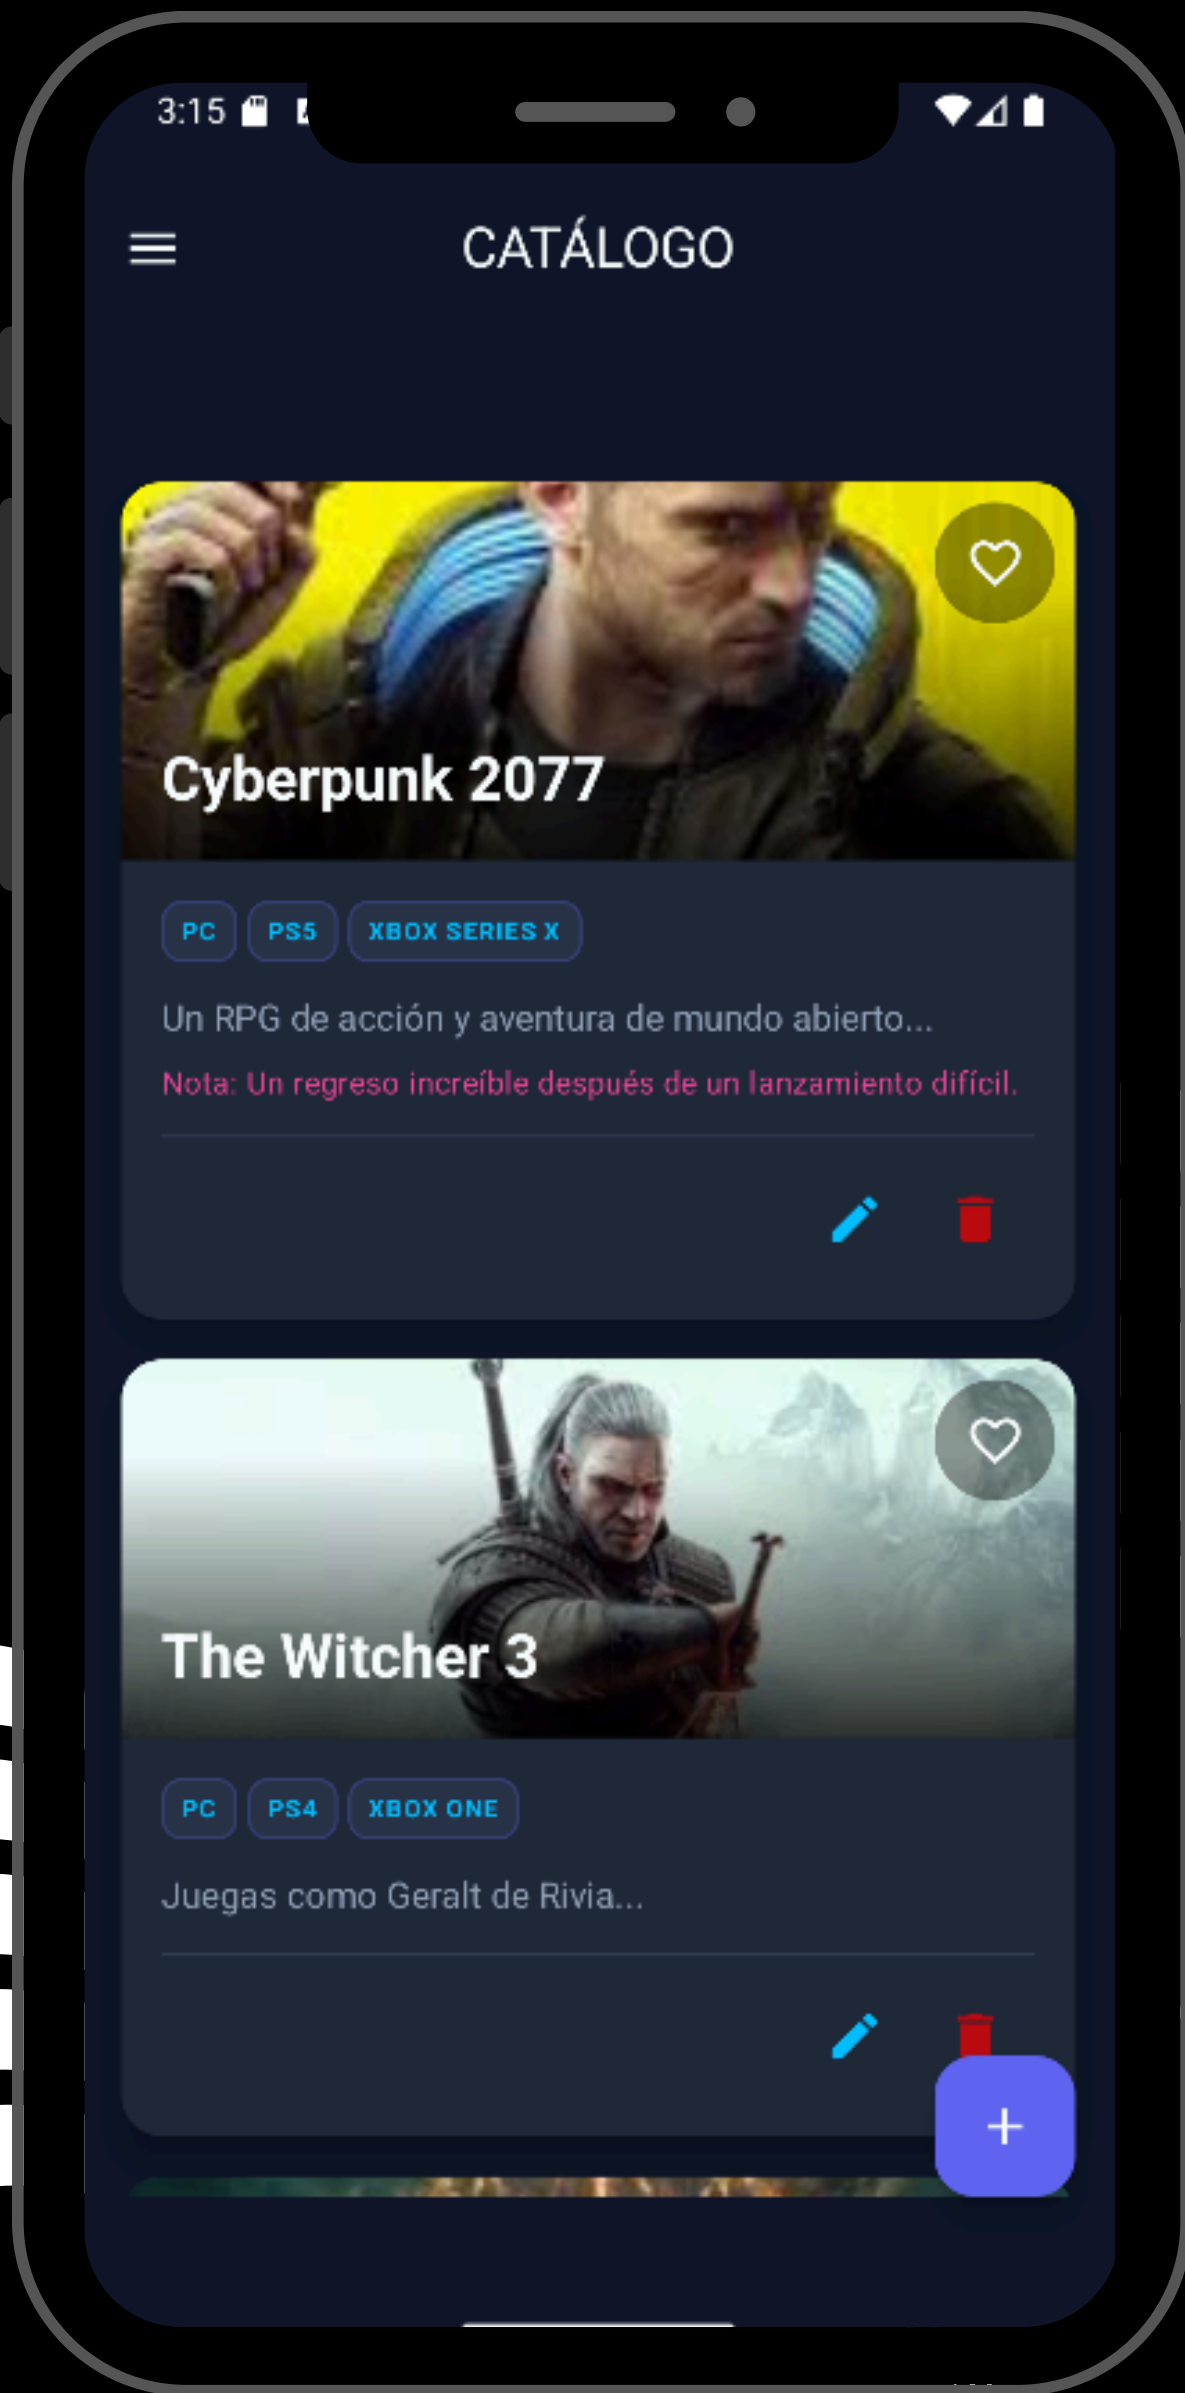 3:15
CATÁLOGO
Cyberpunk 2077
PC PS5 XBOX SERIES X
Un RPG de acción y aventura de mundo abierto...
Nota: Un regreso increíble después de un lanzamiento difícil.
The Witcher 3
PC PS4 XBOX ONE
Juegas como Geralt de Rivia...
+